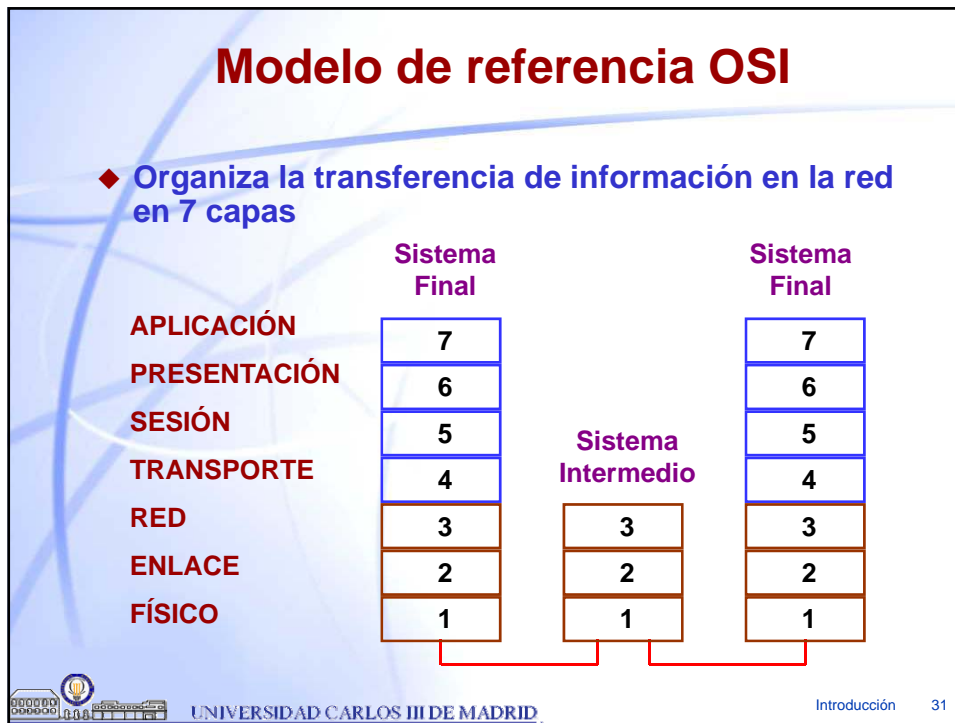 Modelo de referencia OSI
Organiza la transferencia de información en la red
en 7 capas
Sistema
Final
Sistema
Final
APLICACIÓN
7
7
PRESENTACIÓN
6
6
SESIÓN
5
5
Sistema
Intermedio
TRANSPORTE
4
4
RED
3
3
3
ENLACE
2
2
2
FÍSICO
1
1
1
UNIVERSIDAD CARLOS III DE MADRID
Introducción 31